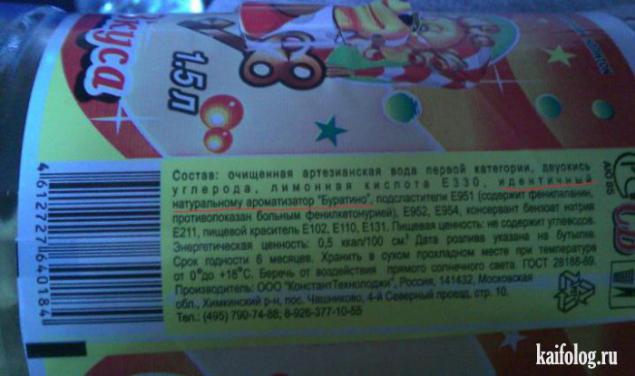 куса
1.5 л
8
Состав: очищенная артезианская вода первой категории, двуокись
углерода, лимонная кислота Е330, идентичный
натуральному ароматизатор "Буратино", подсластители Е951 (содержит фенилаланин,
противопоказан больным фенилкетонурией), Е952, Е954, консервант бензоат натрия
Е211, пищевой краситель Е102, Е110, Е131. Пищевая ценность: не содержит углеводов.
Энергетическая ценность: 0,5 ккал/100 см³ Дата розлива указана на бутылке.
Срок годности 6 месяцев. Хранить в сухом прохладном месте при температуре
от 0°до +18°С. Беречь от воздействия прямого солнечного света. ГОСТ 28188-89.
Производитель: ООО "КонстантТехнолоджи", Россия, 141432, Московская
обл., Химкинский р-н, пос. Чашниково, 4-й Северный проезд, стр. 10.
Тел.: (495) 790-74-88; 8-926-377-10-55
4 612727 640184
АЮ 85
kaifolog.ru